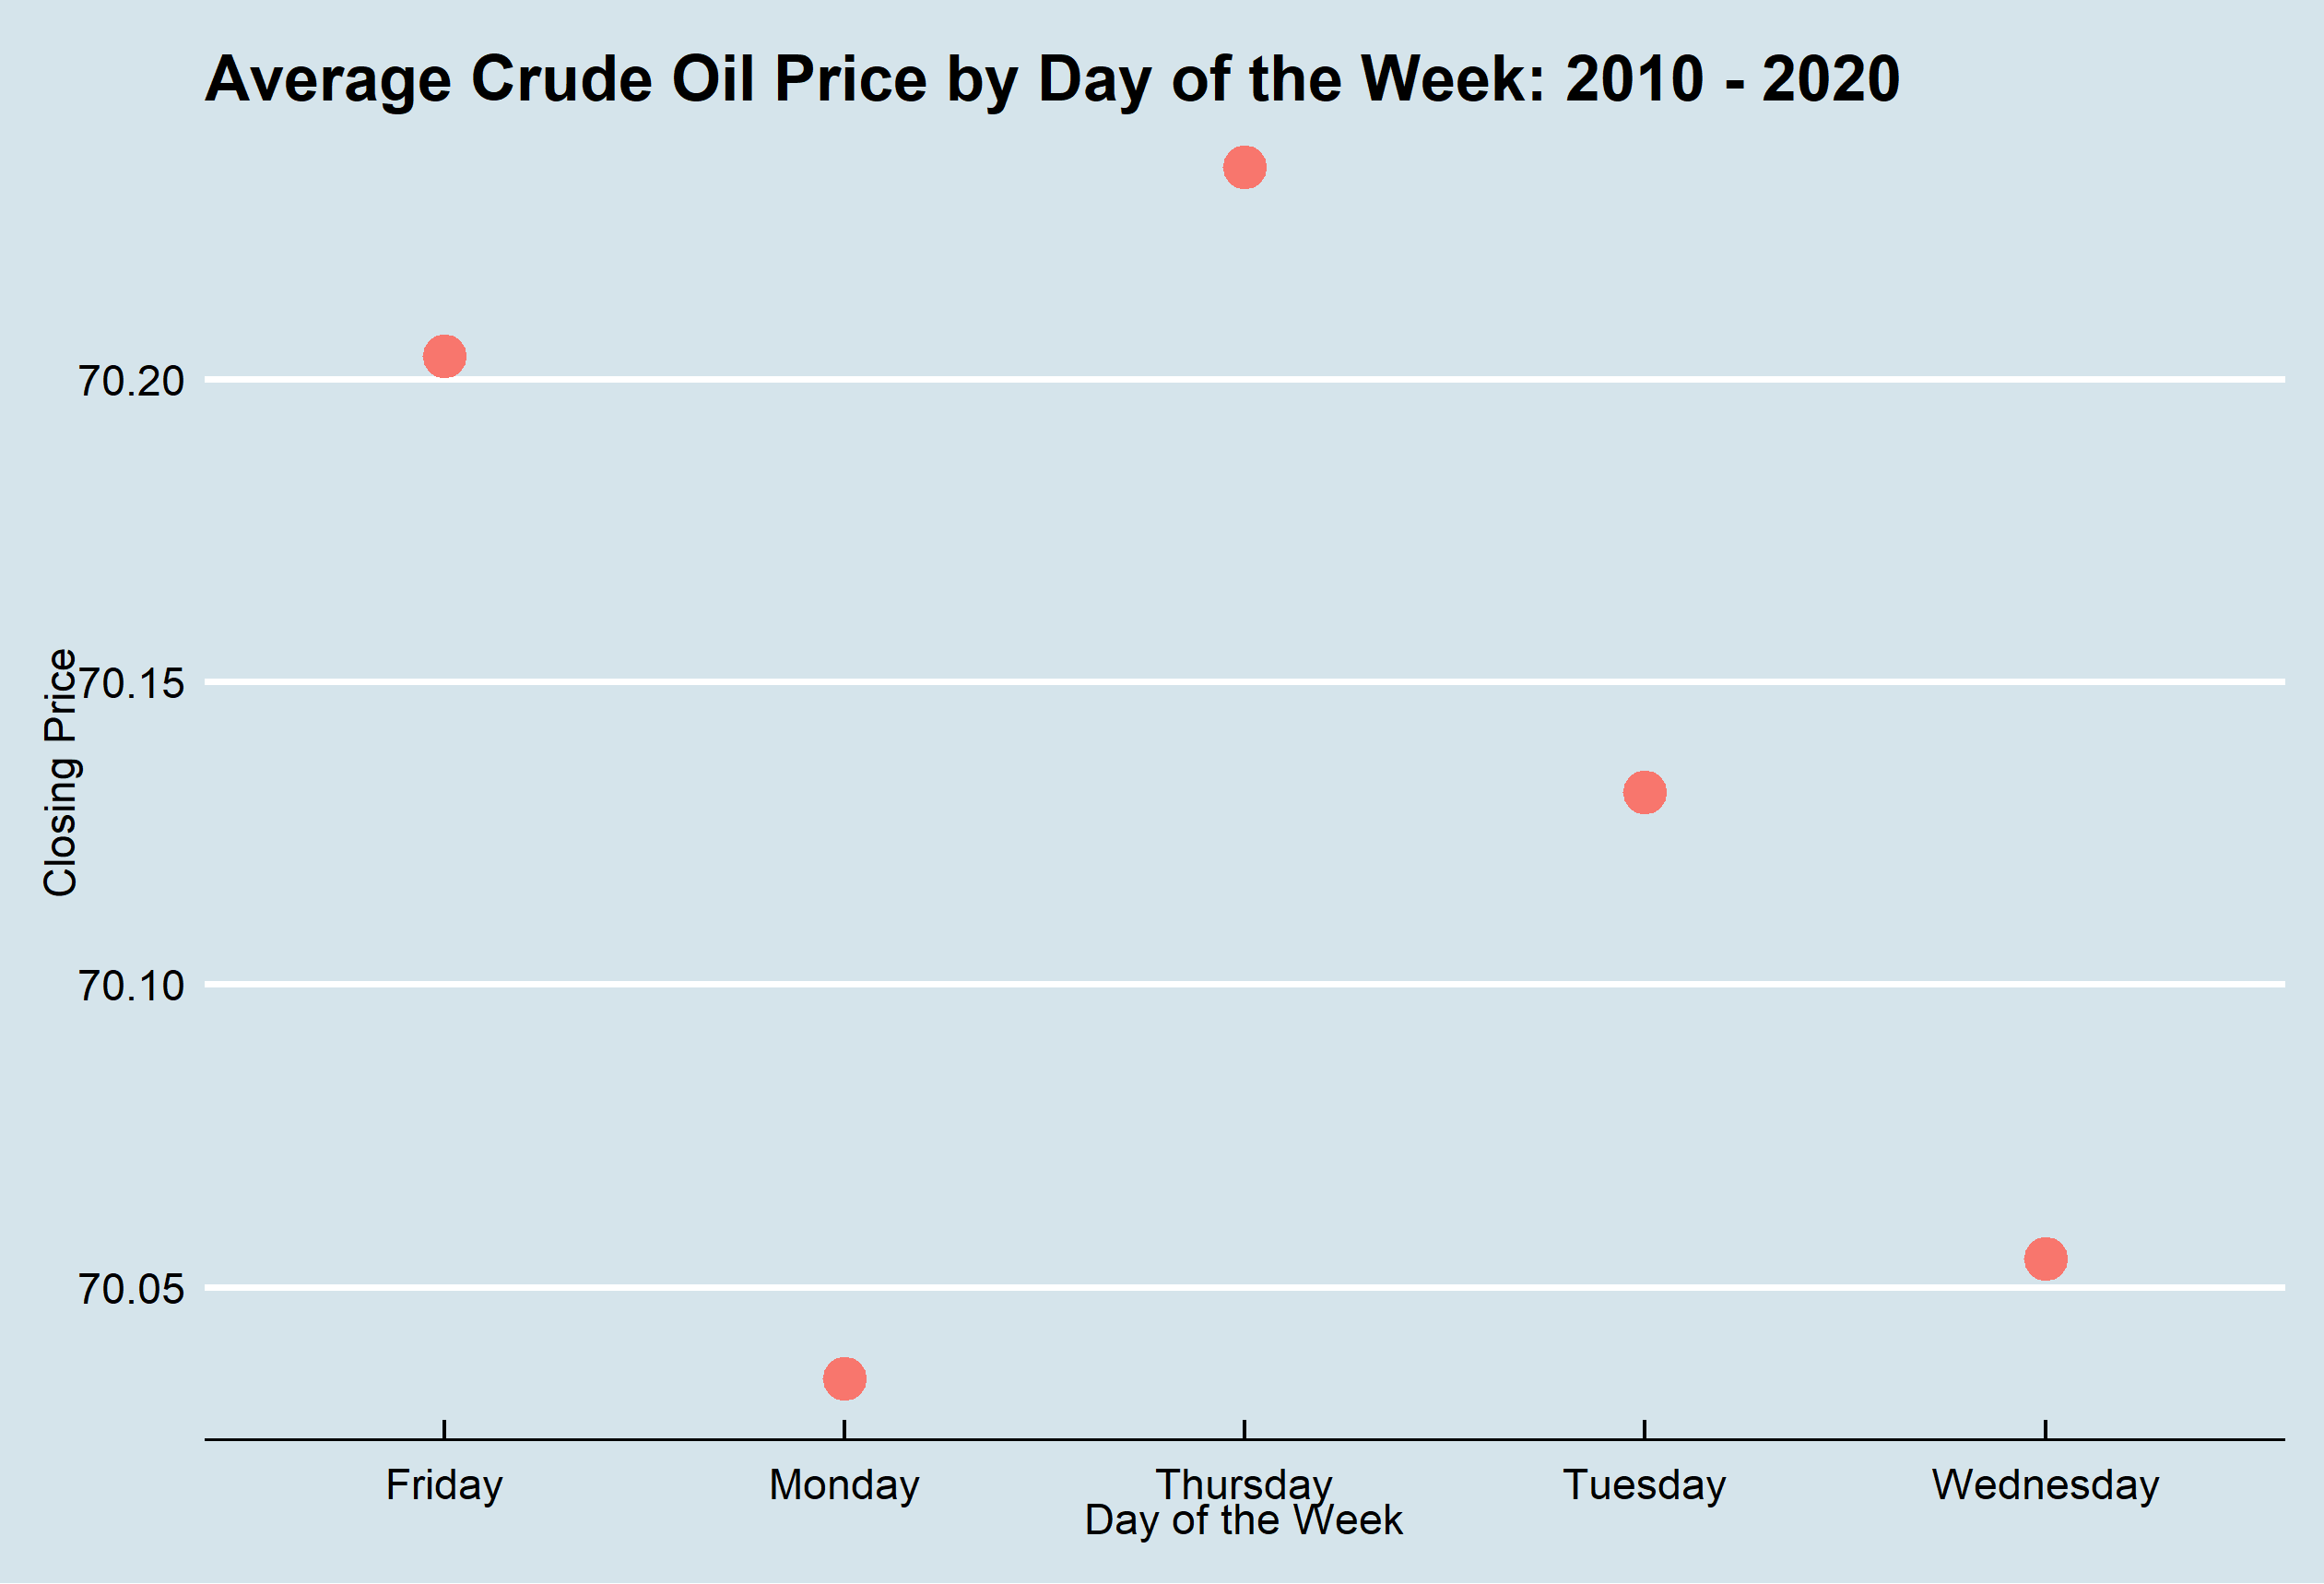 Average Crude Oil Price by Day of the Week: 2010 - 2020
Closing Price
70.20
70.15
70.10
70.05
Friday Monday Thursday Tuesday Wednesday
Day of the Week